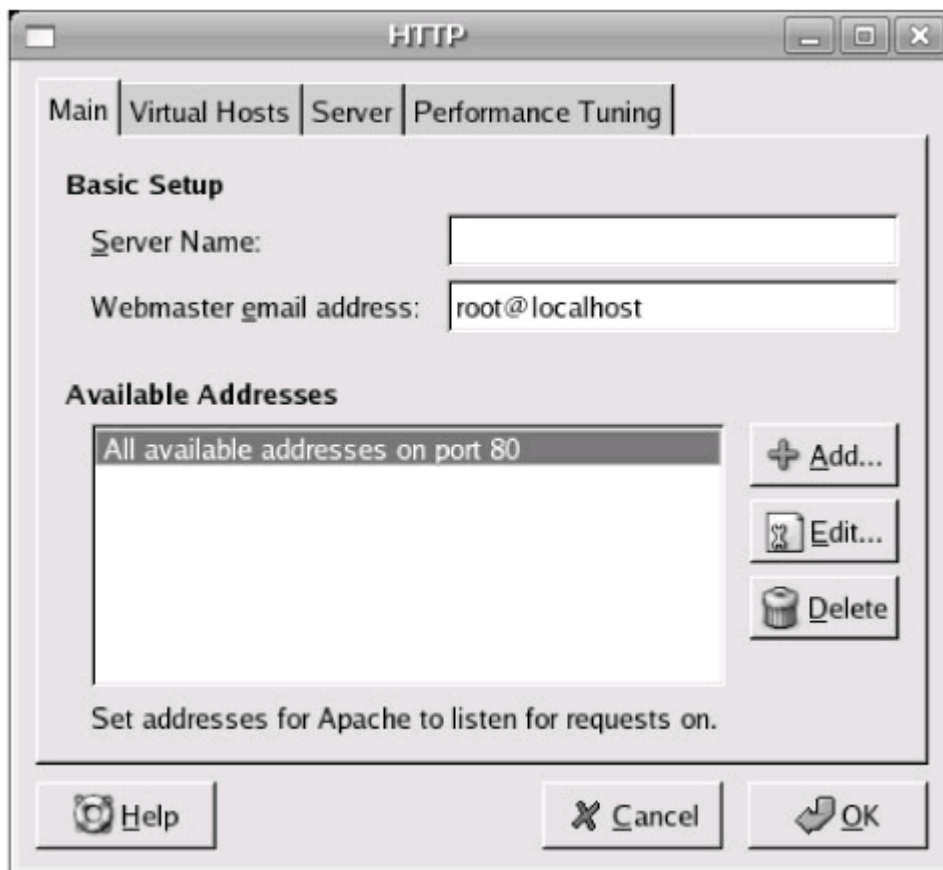 HTTP
Main Virtual Hosts Server Performance Tuning
Basic Setup
Server Name:
Webmaster email address: root@localhost
Available Addresses
All available addresses on port 80
Add...
Edit...
Delete
Set addresses for Apache to listen for requests on.
Help Cancel OK